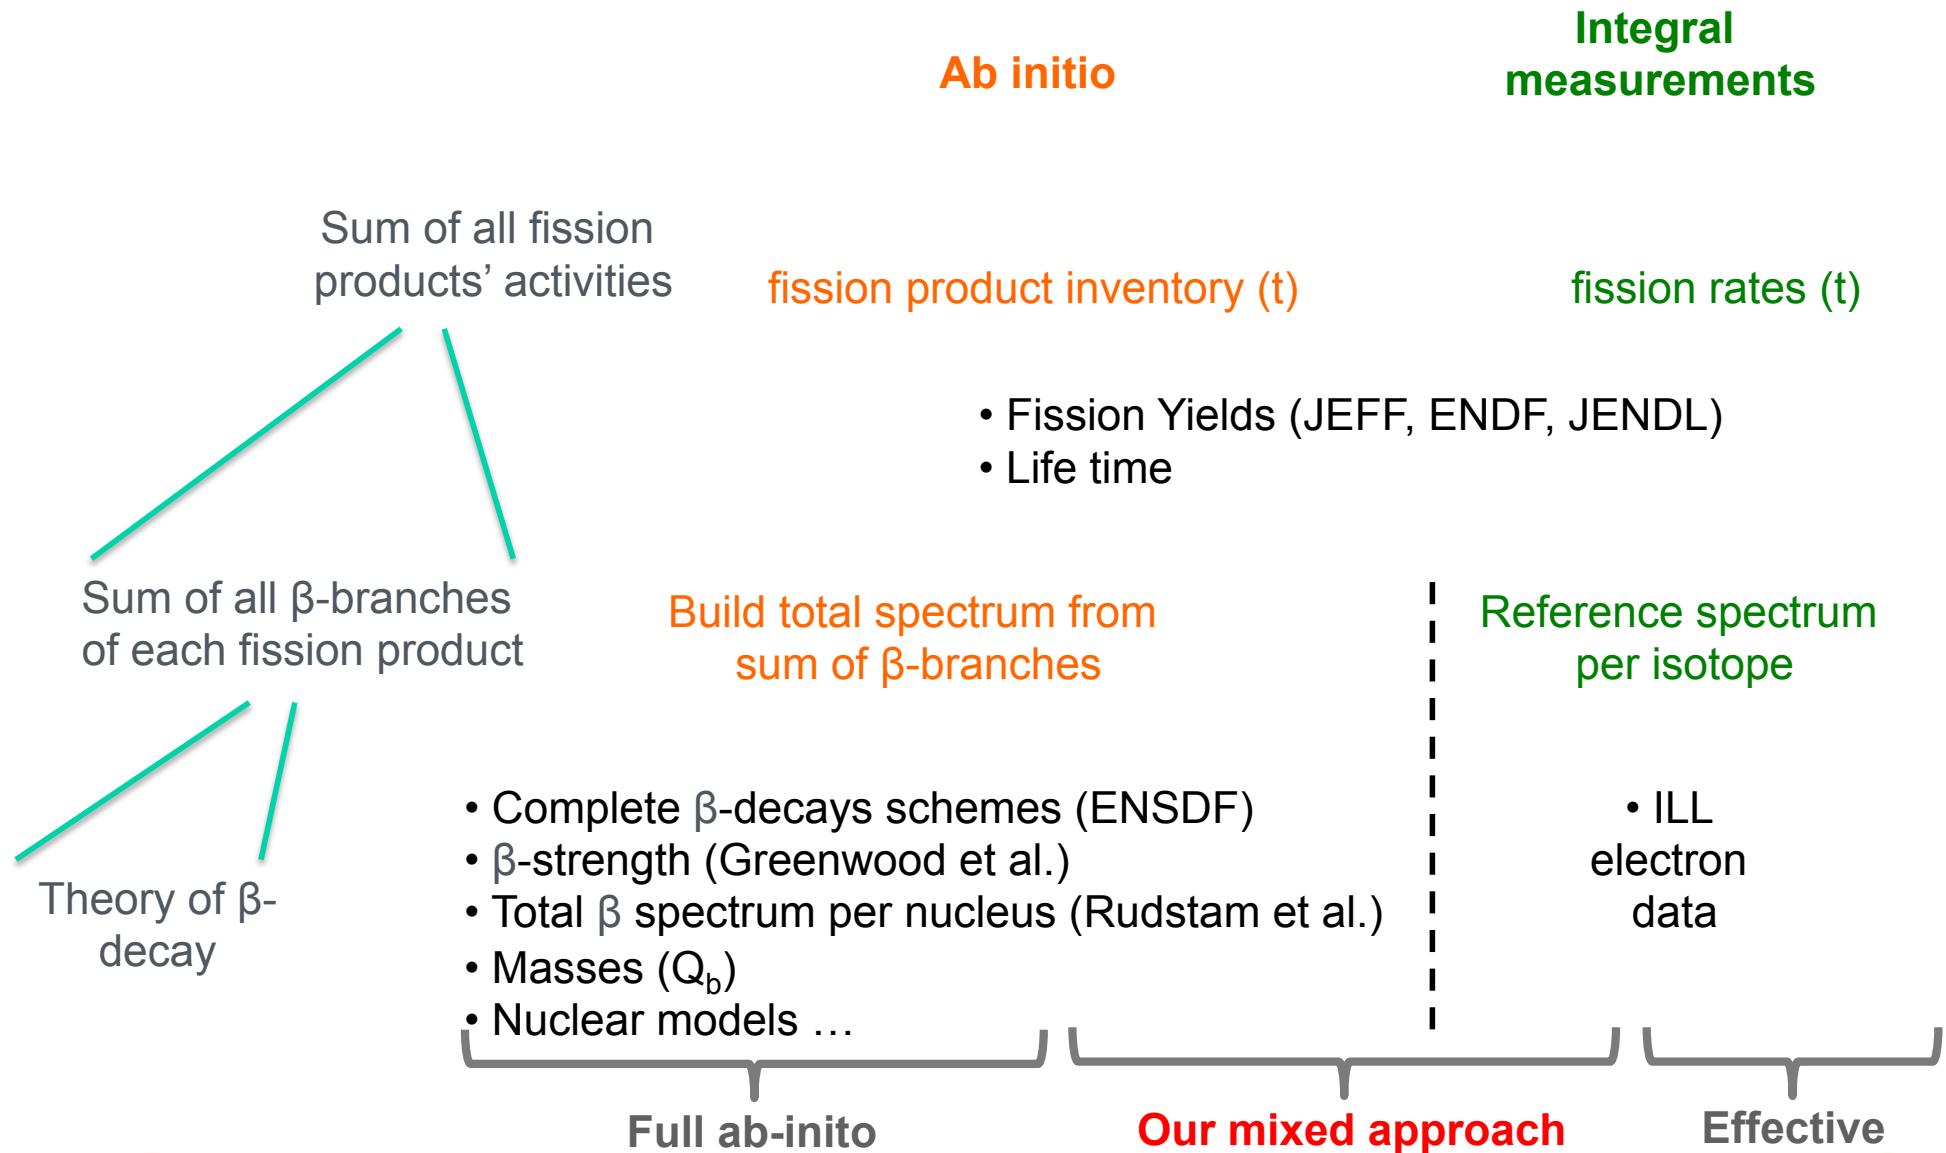 Ab initio
Integral
measurements
Sum of all fission
products’ activities
fission product inventory (t)
fission rates (t)
• Fission Yields (JEFF, ENDF, JENDL)
• Life time
Sum of all β-branches
of each fission product
Build total spectrum from
sum of β-branches
Reference spectrum
per isotope
Theory of β-
decay
• Complete β-decays schemes (ENSDF)
• β-strength (Greenwood et al.)
• Total β spectrum per nucleus (Rudstam et al.)
• Masses (Qb)
• Nuclear models …
• ILL
electron
data
Full ab-inito
Our mixed approach
Effective